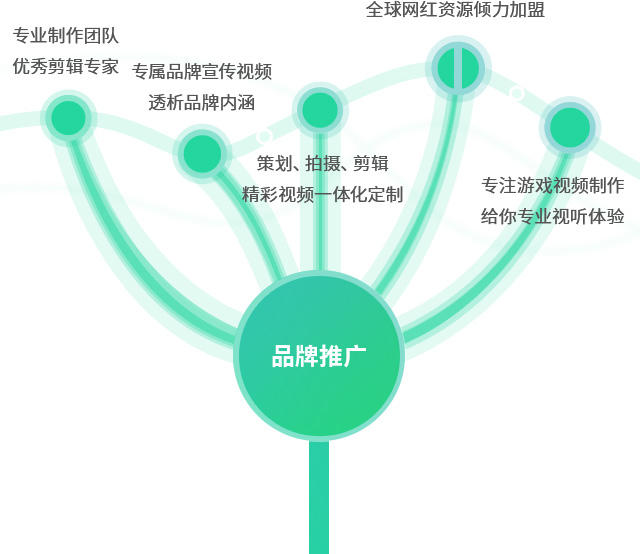 全球网红资源倾力加盟
专业制作团队
优秀剪辑专家
专属品牌宣传视频
透析品牌内涵
策划、拍摄、剪辑
精彩视频一体化定制
专注游戏视频制作
给你专业视听体验
品牌推广